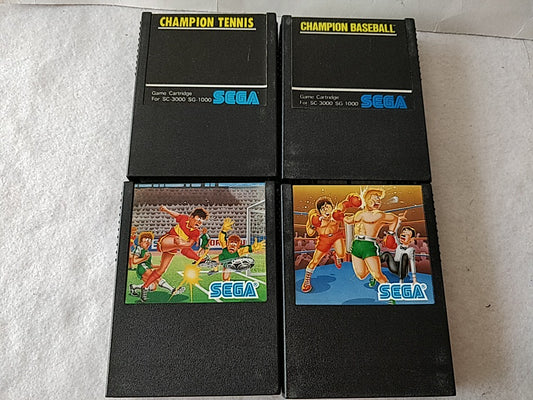 CHAMPION TENNIS
Game Cartridge
For SC-3000 SG-1000 SEGA
CHAMPION BASEBALL
Game Cartridge
For SC-3000 SG-1000 SEGA
SEGA
SEGA